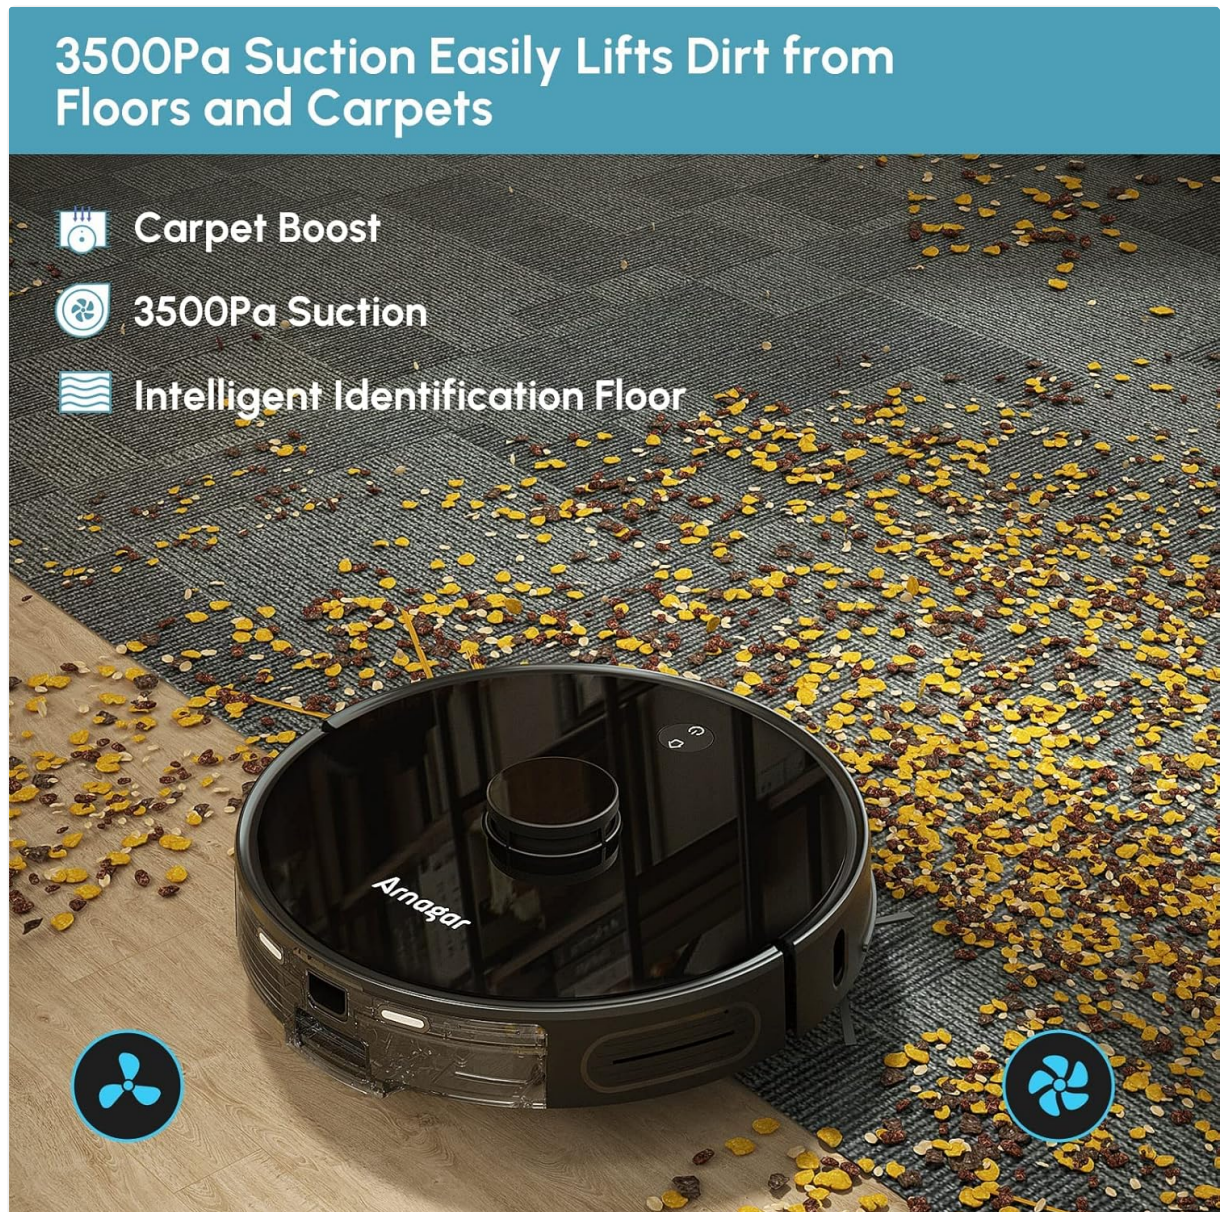 3500Pa Suction Easily Lifts Dirt from
Floors and Carpets
Carpet Boost
3500Pa Suction
Intelligent Identification Floor
Arnagar